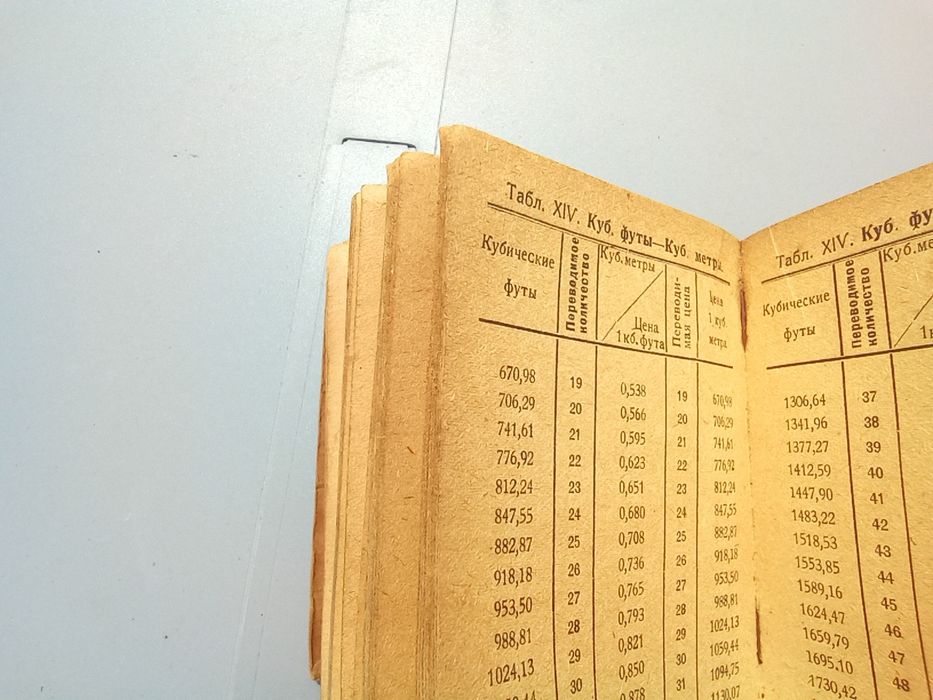 Табл. XIV. Куб. футы—Куб. метры.
Кубические футы
Переводимое количество
Куб.метры
Цена 1 кб.фута
Переводи-мая цена
Цена 1 куб. метра
670,98 19 0,538 19 670,98
706,29 20 0,566 20 706,29
741,61 21 0,595 21 741,61
776,92 22 0,623 22 776,92
812,24 23 0,651 23 812,24
847,55 24 0,680 24 847,55
882,87 25 0,708 25 882,87
918,18 26 0,736 26 918,18
953,50 27 0,765 27 953,50
988,81 28 0,793 28 988,81
1024,13 29 0,821 29 1024,13
30 0,850 30 1059,44
0,878 31 1094,75
1130,07
Табл. XIV. Куб. фу
Кубические футы
Переводимое количество
Куб.м
1306,64 37
1341,96 38
1377,27 39
1412,59 40
1447,90 41
1483,22 42
1518,53 43
1553,85 44
1589,16 45
1624,47 46
1659,79 47
1695.10 48
1730,42